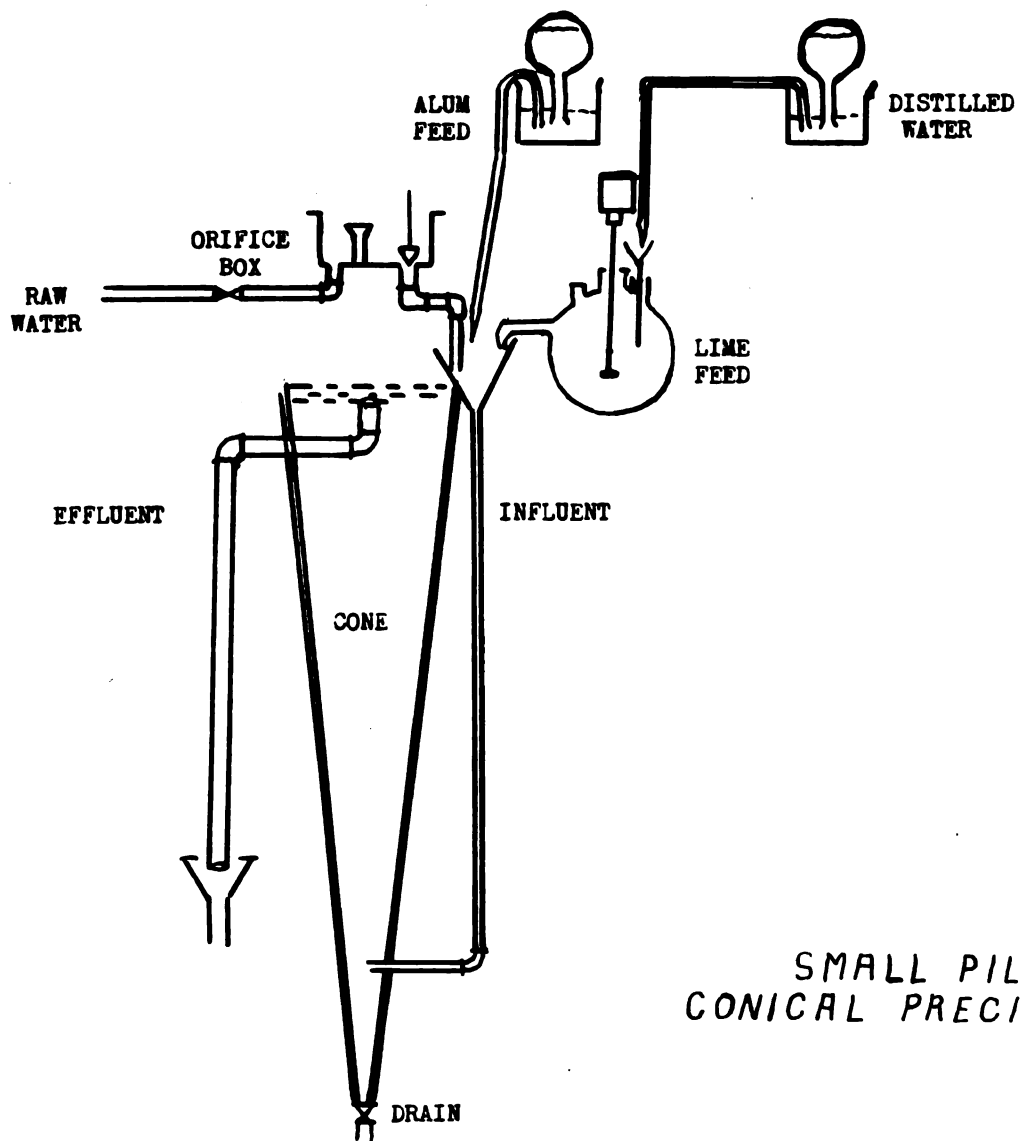 ALUM
FEED
DISTILLED
WATER
ORIFICE
BOX
RAW
WATER
LIME
FEED
EFFLUENT
INFLUENT
CONE
SMALL PIL
CONICAL PRECI
DRAIN